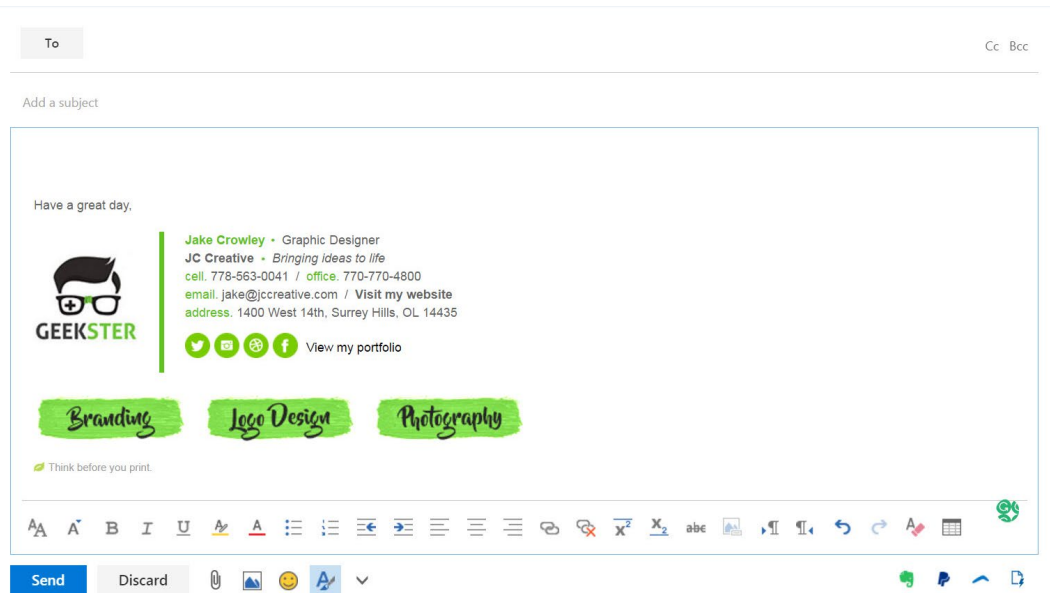 To
Cc Bcc
Add a subject
Have a great day,
Jake Crowley • Graphic Designer
JC Creative • Bringing ideas to life
cell. 778-563-0041 / office. 770-770-4800
email. jake@jccreative.com / Visit my website
address. 1400 West 14th, Surrey Hills, OL 14435
GEEKSTER
View my portfolio
Branding Logo Design Photography
Think before you print.
Send Discard